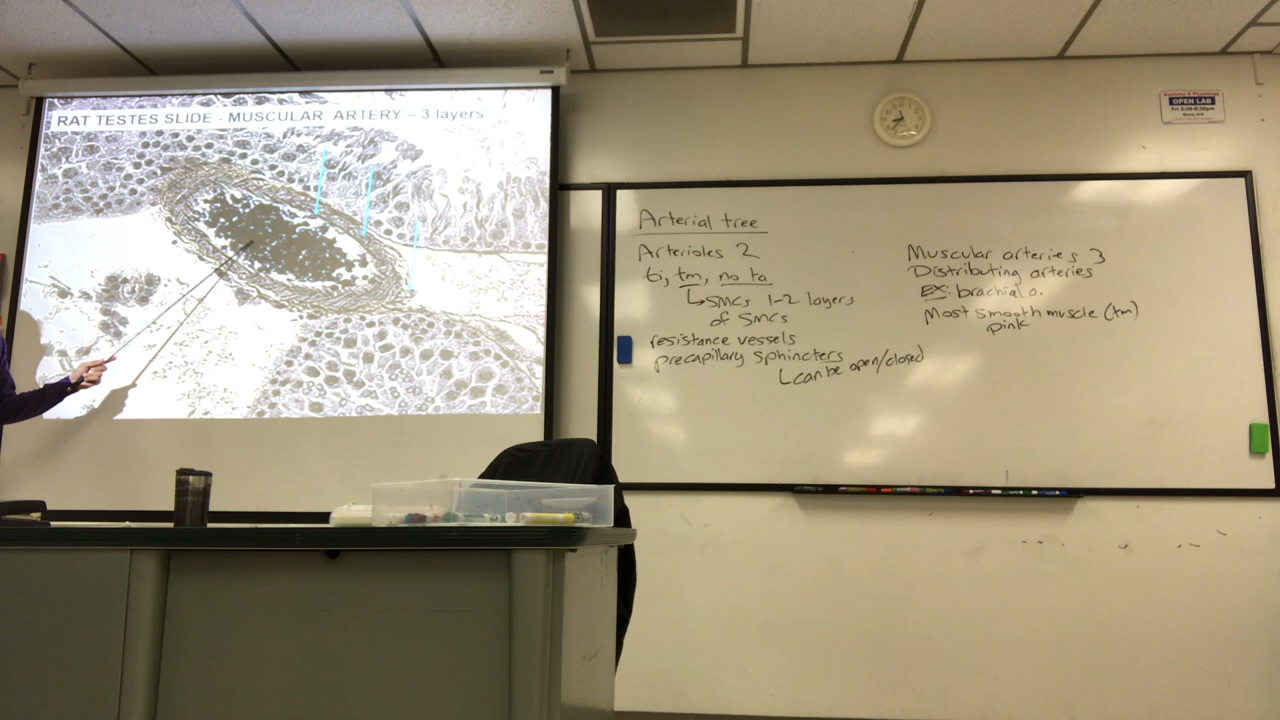 RAT TESTES SLIDE - MUSCULAR ARTERY – 3 layers
Arterial tree
Arterioles 2
ti, tm, no ta
SMCs 1-2 layers
of SMCs
resistance vessels
precapillary sphincters
can be open/closed
Muscular arteries 3
Distributing arteries
EX: brachial a.
Most smooth muscle (tm)
pink
Anatomy & Physiology
OPEN LAB